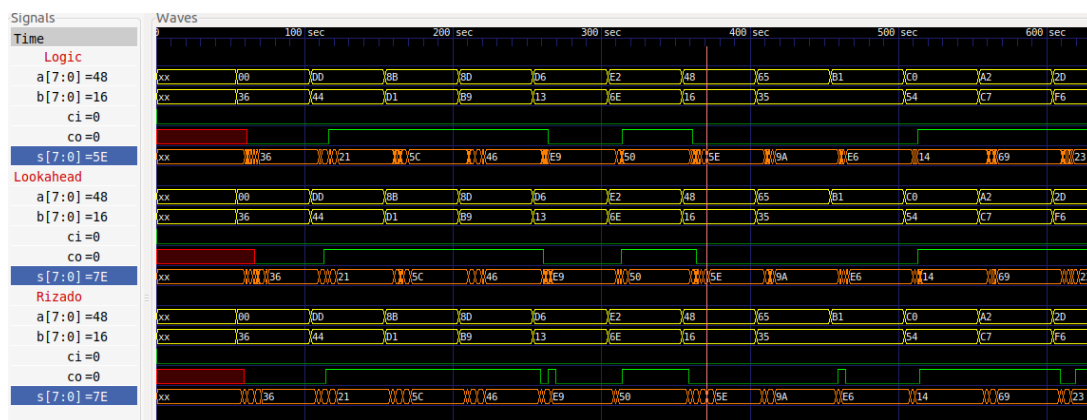 Signals
Waves
Time
0 100 sec 200 sec 300 sec 400 sec 500 sec 600 sec
Logic
a[7:0]=48 xx 00 DD 8B 8D D6 E2 48 65 B1 C0 A2 2D
b[7:0]=16 xx 36 44 D1 B9 13 6E 16 35 54 C7 F6
ci=0
co=0
s[7:0]=5E xx 36 21 5C 46 E9 50 5E 9A E6 14 69 23
Lookahead
a[7:0]=48 xx 00 DD 8B 8D D6 E2 48 65 B1 C0 A2 2D
b[7:0]=16 xx 36 44 D1 B9 13 6E 16 35 54 C7 F6
ci=0
co=0
s[7:0]=7E xx 36 21 5C 46 E9 50 5E 9A E6 14 69 2
Rizado
a[7:0]=48 xx 00 DD 8B 8D D6 E2 48 65 B1 C0 A2 2D
b[7:0]=16 xx 36 44 D1 B9 13 6E 16 35 54 C7 F6
ci=0
co=0
s[7:0]=7E xx 36 21 5C 46 E9 50 5E 9A E6 14 69 23